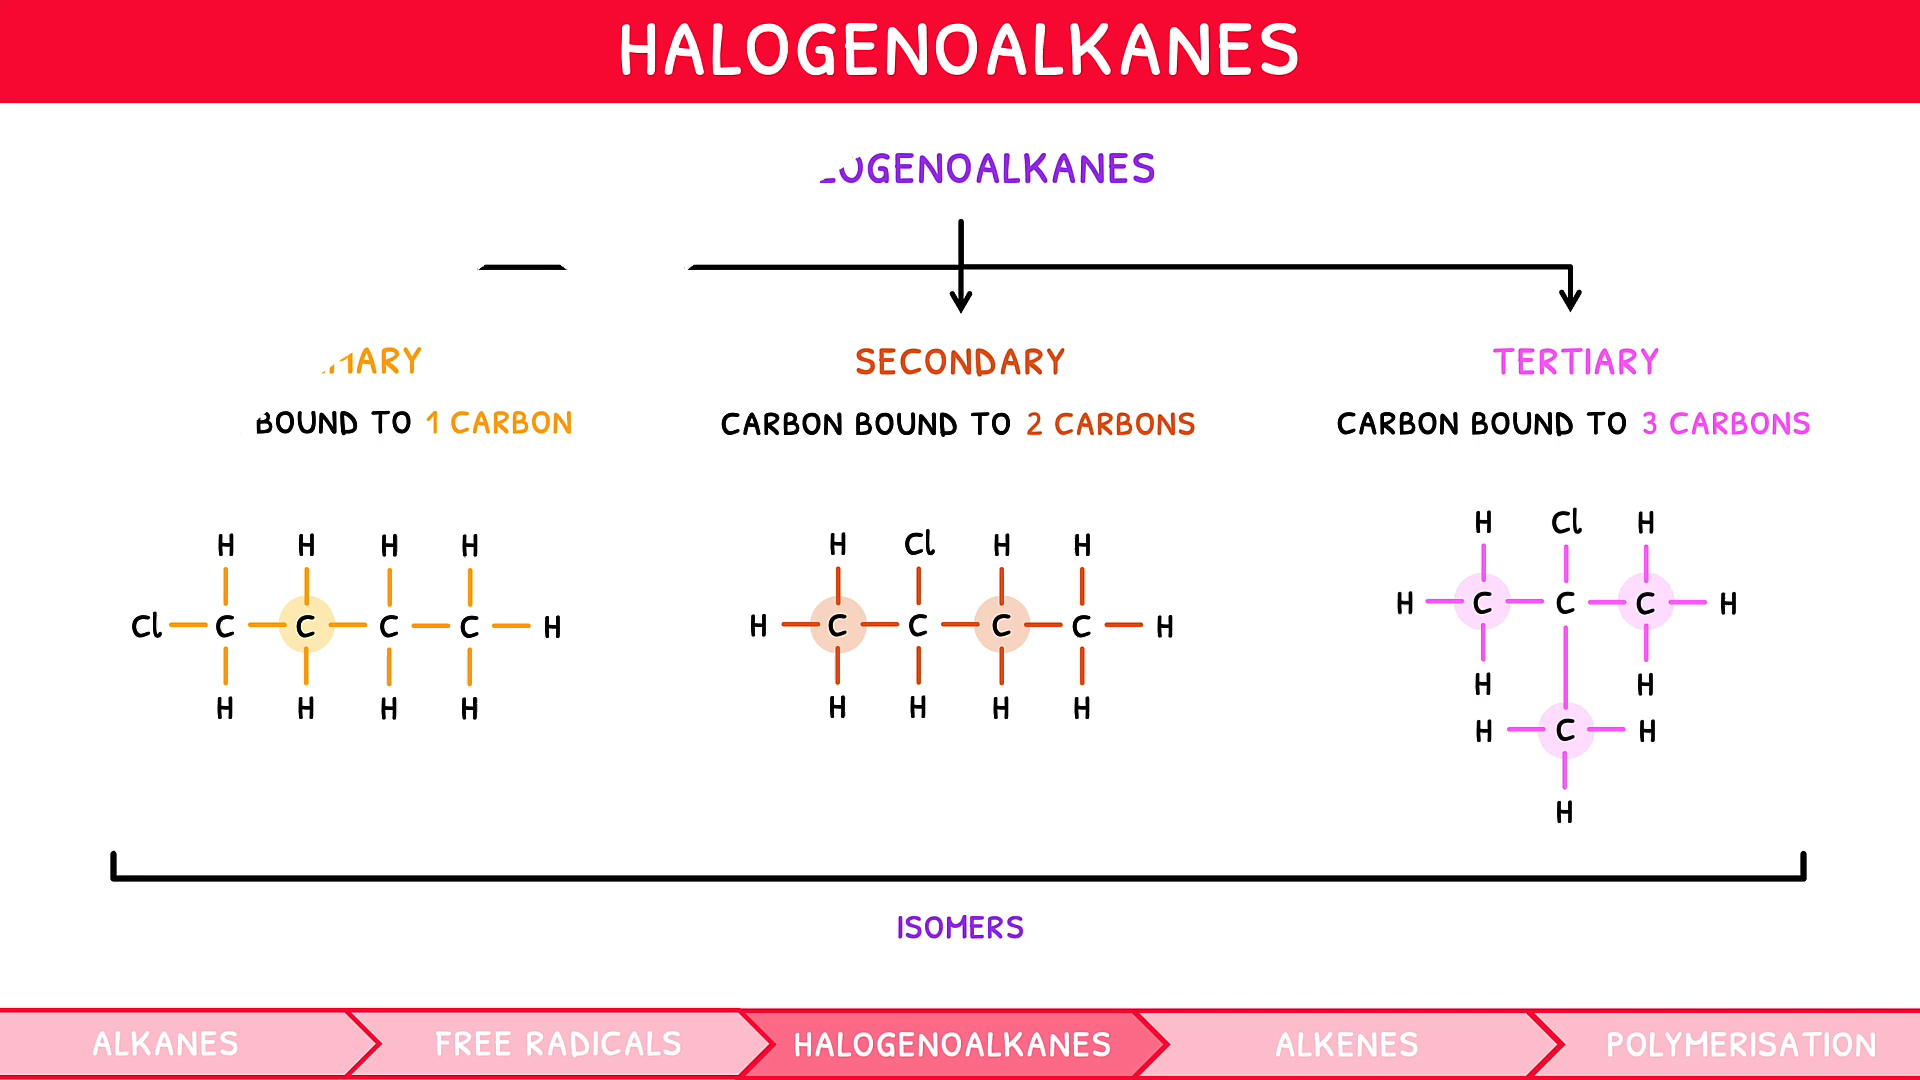 HALOGENOALKANES
OGENOALKANES
ARY
SECONDARY
TERTIARY
BOUND TO 1 CARBON
CARBON BOUND TO 2 CARBONS
CARBON BOUND TO 3 CARBONS
H H H H
Cl C C C C H
H H H H
H Cl H H
H C C C C H
H H H H
H Cl H
H C C C H
H H
H C H
H
ISOMERS
ALKANES
FREE RADICALS
HALOGENOALKANES
ALKENES
POLYMERISATION